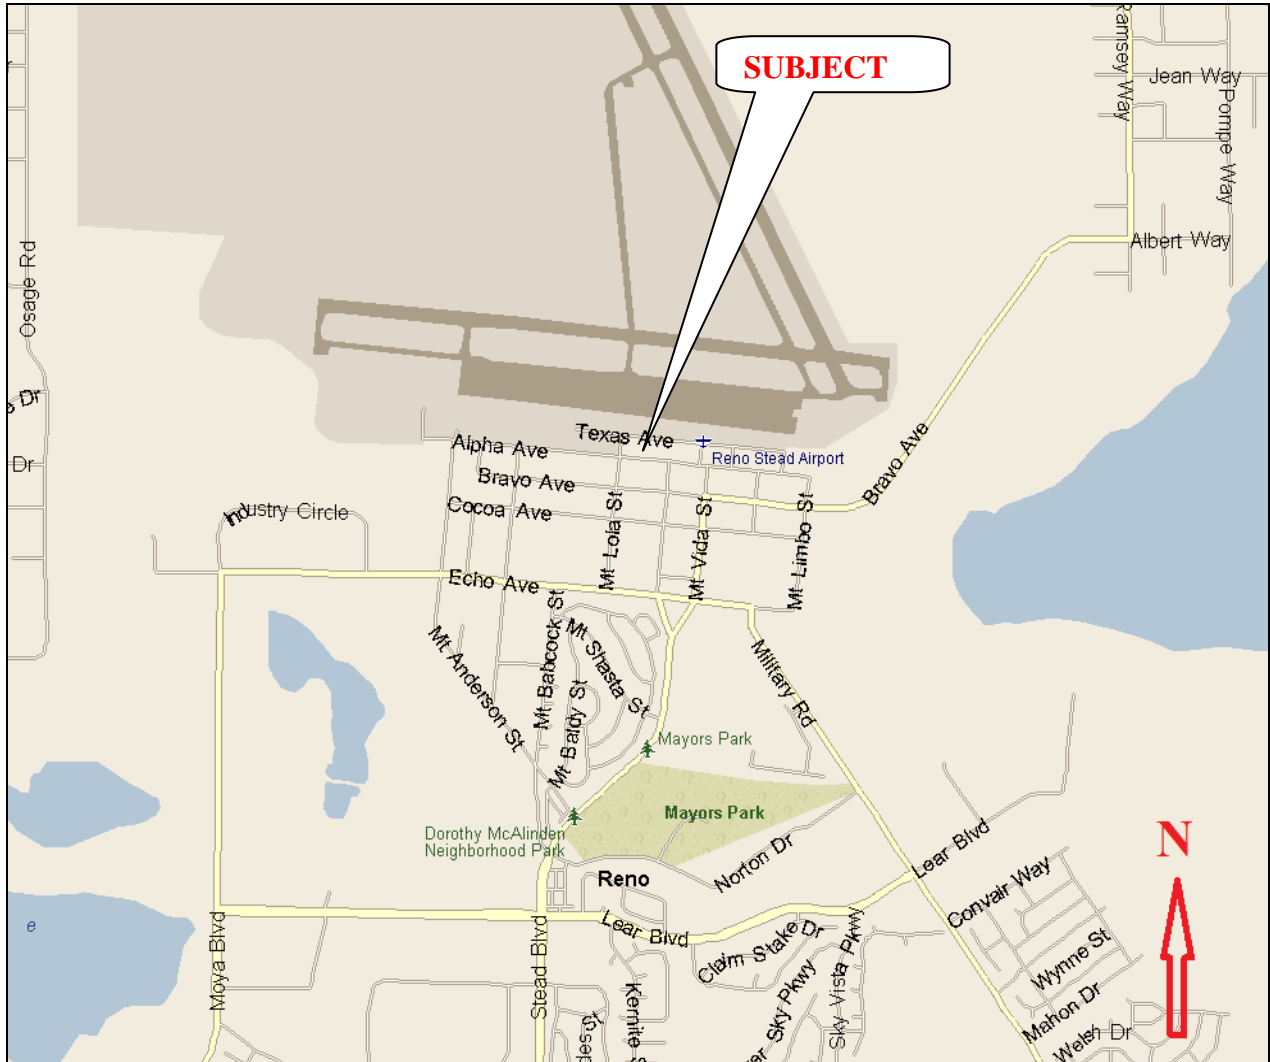 SUBJECT
Ramsey Way
Jean Way
Pompe Way
Albert Way
Osage Rd
Dr
Dr
Texas Ave
Alpha Ave
Reno Stead Airport
Bravo Ave
Bravo Ave
Cocoa Ave
Industry Circle
Mt Lola St
Mt Vida St
Mt Limbo St
Echo Ave
Mt Babcock St
Mt Shasta St
Mt Anderson St
Mt Baldy St
Military Rd
Mayors Park
Mayors Park
Dorothy McAlinden
Neighborhood Park
Norton Dr
Reno
Lear Blvd
Lear Blvd
Convair Way
N
Moya Blvd
Stead Blvd
Claim Stake Dr
Sky Vista Pkwy
Sky Pkwy
Wynne St
Mahon Dr
Welsh Dr
Kernite S
des St
e